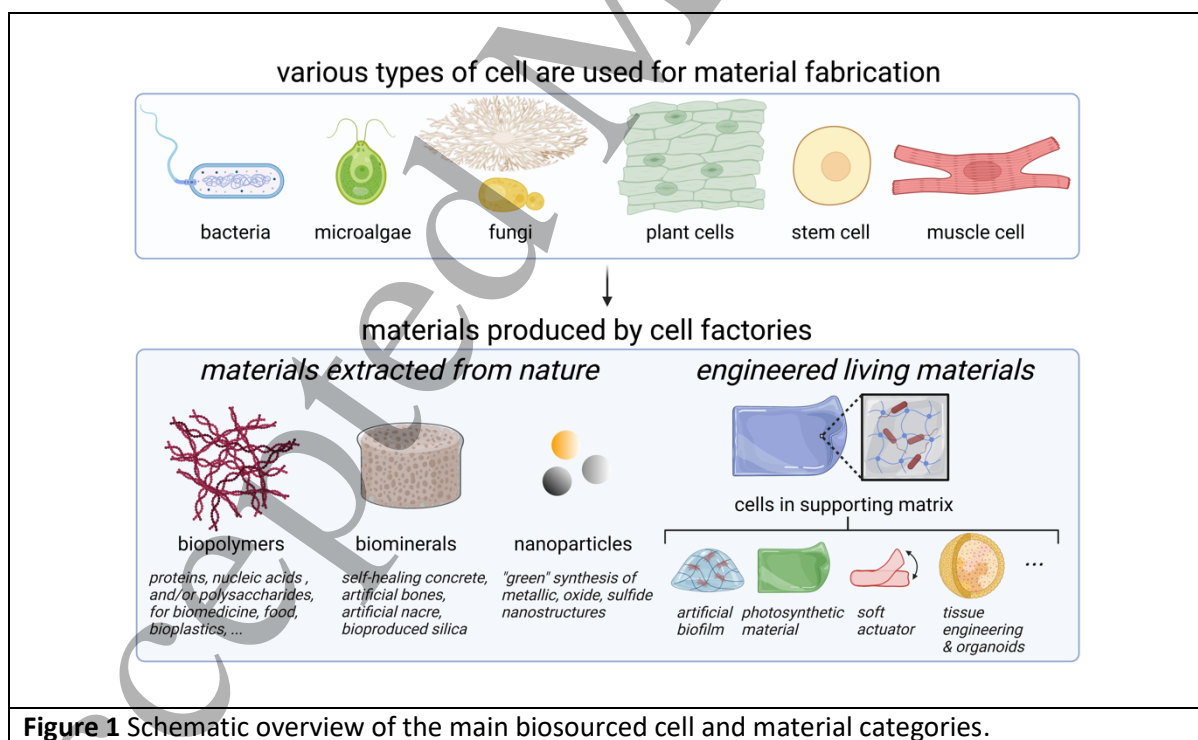 various types of cell are used for material fabrication
bacteria
microalgae
fungi
plant cells
stem cell
muscle cell
materials produced by cell factories
materials extracted from nature
engineered living materials
cells in supporting matrix
biopolymers
biominerals
nanoparticles
proteins, nucleic acids ,
and/or polysaccharides,
for biomedicine, food,
bioplastics, ...
self-healing concrete,
artificial bones,
artificial nacre,
bioproduced silica
"green" synthesis of
metallic, oxide, sulfide
nanostructures
artificial
biofilm
photosynthetic
material
soft
actuator
tissue
engineering
& organoids
...
Figure 1 Schematic overview of the main biosourced cell and material categories.
cepted M